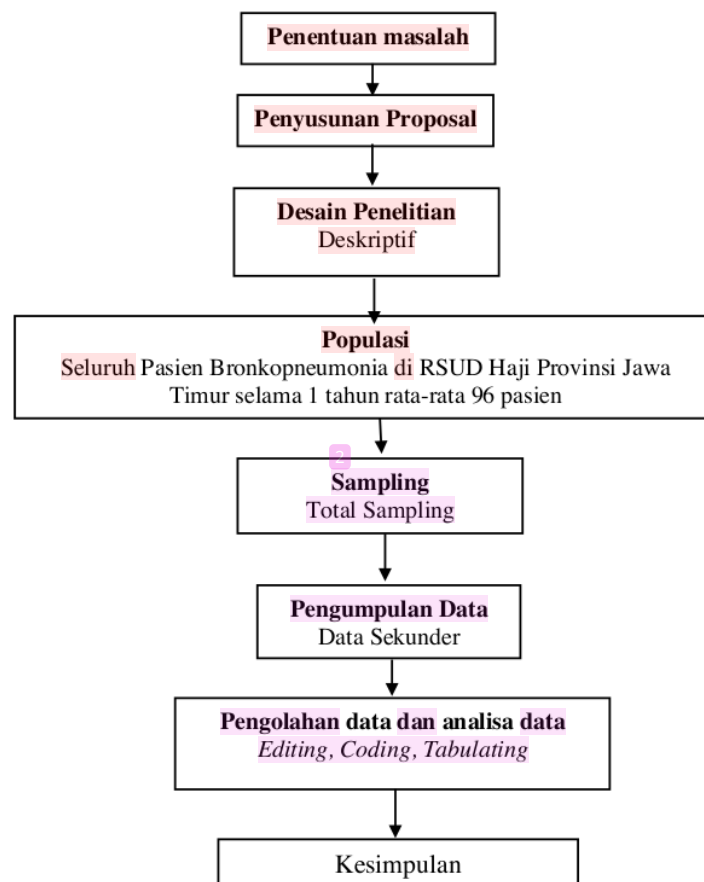 Penentuan masalah
Penyusunan Proposal
Desain Penelitian
Deskriptif
Populasi
Seluruh Pasien Bronkopneumonia di RSUD Haji Provinsi Jawa
Timur selama 1 tahun rata-rata 96 pasien
2
Sampling
Total Sampling
Pengumpulan Data
Data Sekunder
Pengolahan data dan analisa data
Editing, Coding, Tabulating
Kesimpulan